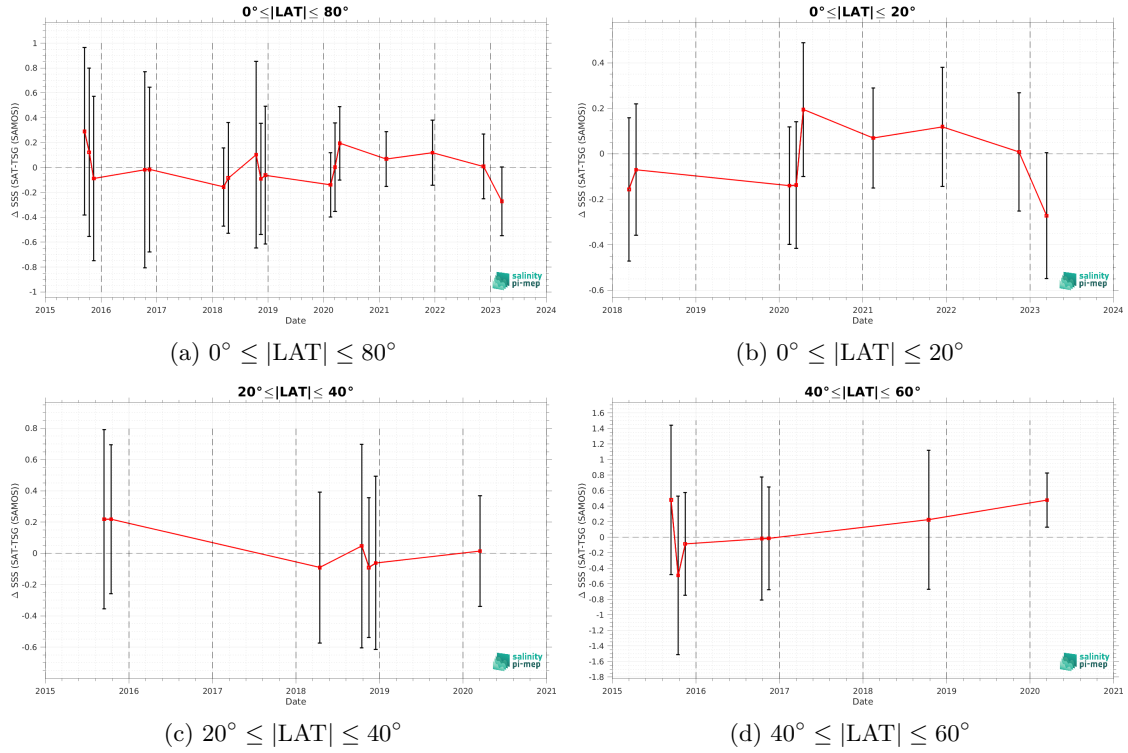 0°≤|LAT|≤ 80°
Δ SSS (SAT-TSG (SAMOS))
1
0.8
0.6
0.4
0.2
0
-0.2
-0.4
-0.6
-0.8
-1
2015 2016 2017 2018 2019 2020 2021 2022 2023 2024
Date
salinity
pi-mep
(a) 0° ≤ |LAT| ≤ 80°
0°≤|LAT|≤ 20°
Δ SSS (SAT-TSG (SAMOS))
0.4
0.2
0
-0.2
-0.4
-0.6
2018 2019 2020 2021 2022 2023 2024
Date
salinity
pi-mep
(b) 0° ≤ |LAT| ≤ 20°
20°≤|LAT|≤ 40°
Δ SSS (SAT-TSG (SAMOS))
0.8
0.6
0.4
0.2
0
-0.2
-0.4
-0.6
2015 2016 2017 2018 2019 2020 2021
Date
salinity
pi-mep
(c) 20° ≤ |LAT| ≤ 40°
40°≤|LAT|≤ 60°
Δ SSS (SAT-TSG (SAMOS))
1.6
1.4
1.2
1
0.8
0.6
0.4
0.2
0
-0.2
-0.4
-0.6
-0.8
-1
-1.2
-1.4
-1.6
-1.8
2015 2016 2017 2018 2019 2020 2021
Date
salinity
pi-mep
(d) 40° ≤ |LAT| ≤ 60°